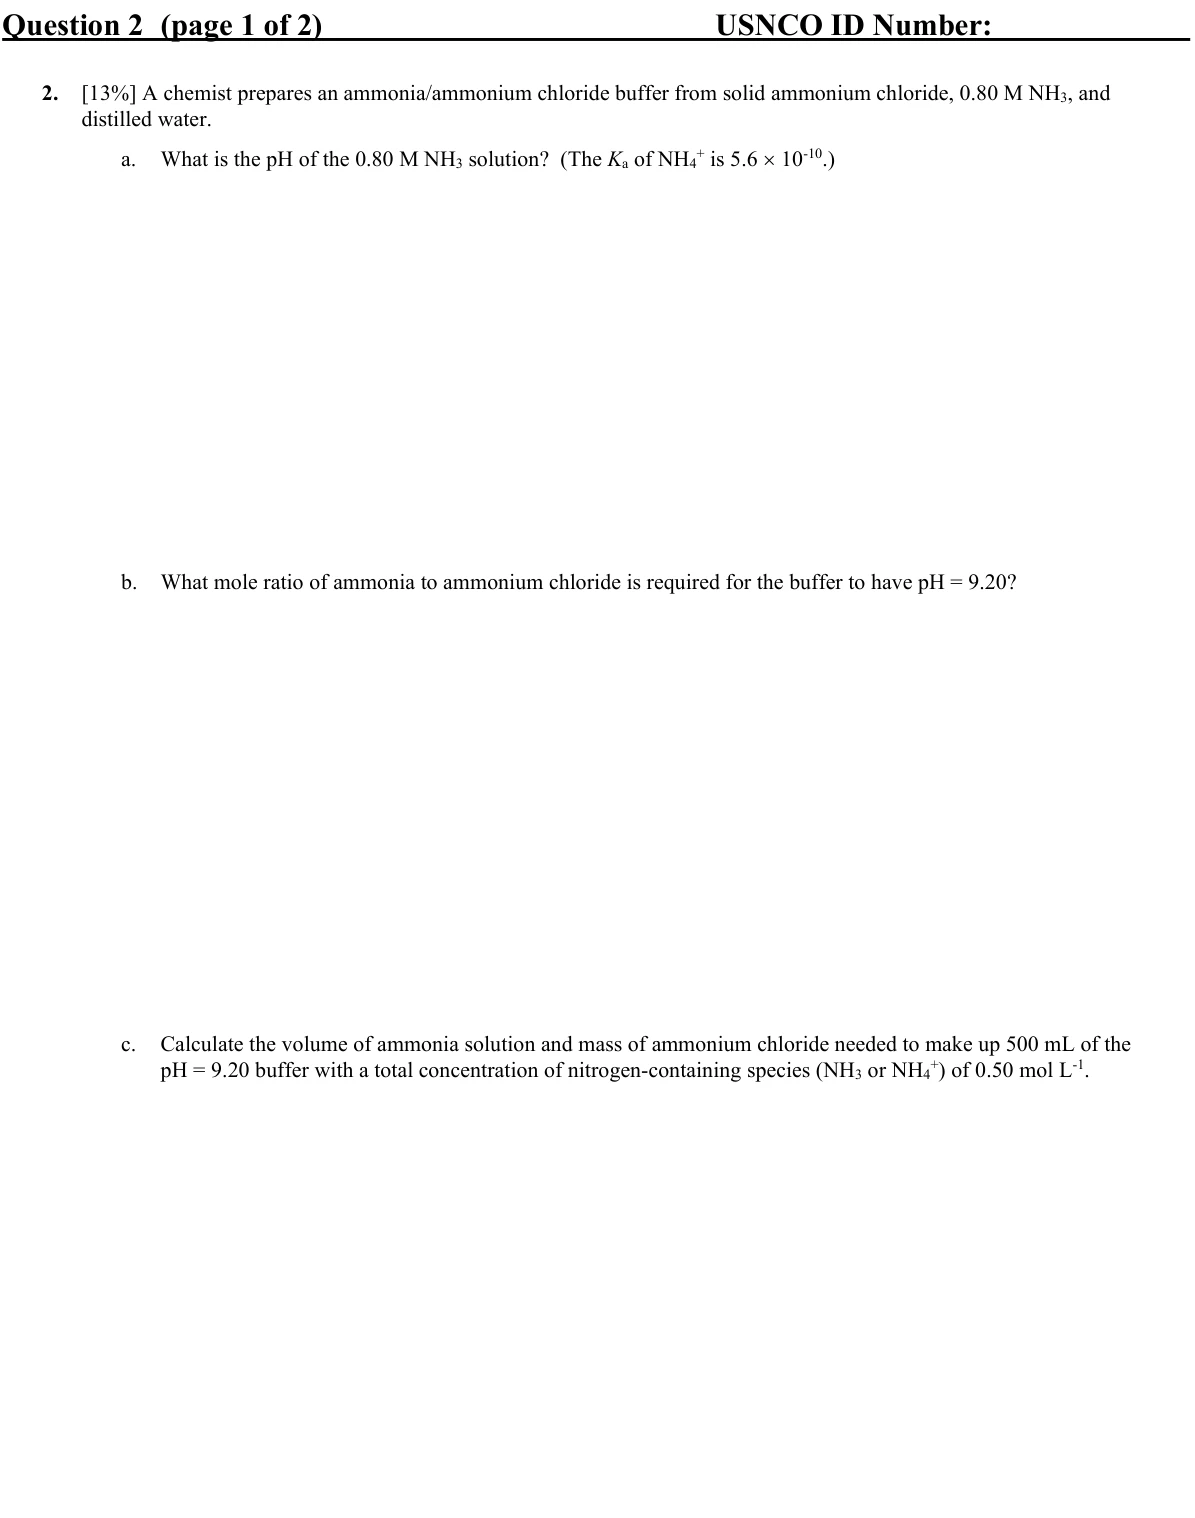 Question 2 (page 1 of 2) USNCO ID Number:
2. [13%] A chemist prepares an ammonia/ammonium chloride buffer from solid ammonium chloride, 0.80 M NH₃, and
distilled water.
a. What is the pH of the 0.80 M NH₃ solution? (The Kₐ of NH₄⁺ is 5.6 × 10⁻¹⁰.)
b. What mole ratio of ammonia to ammonium chloride is required for the buffer to have pH = 9.20?
c. Calculate the volume of ammonia solution and mass of ammonium chloride needed to make up 500 mL of the
pH = 9.20 buffer with a total concentration of nitrogen-containing species (NH₃ or NH₄⁺) of 0.50 mol L⁻¹.